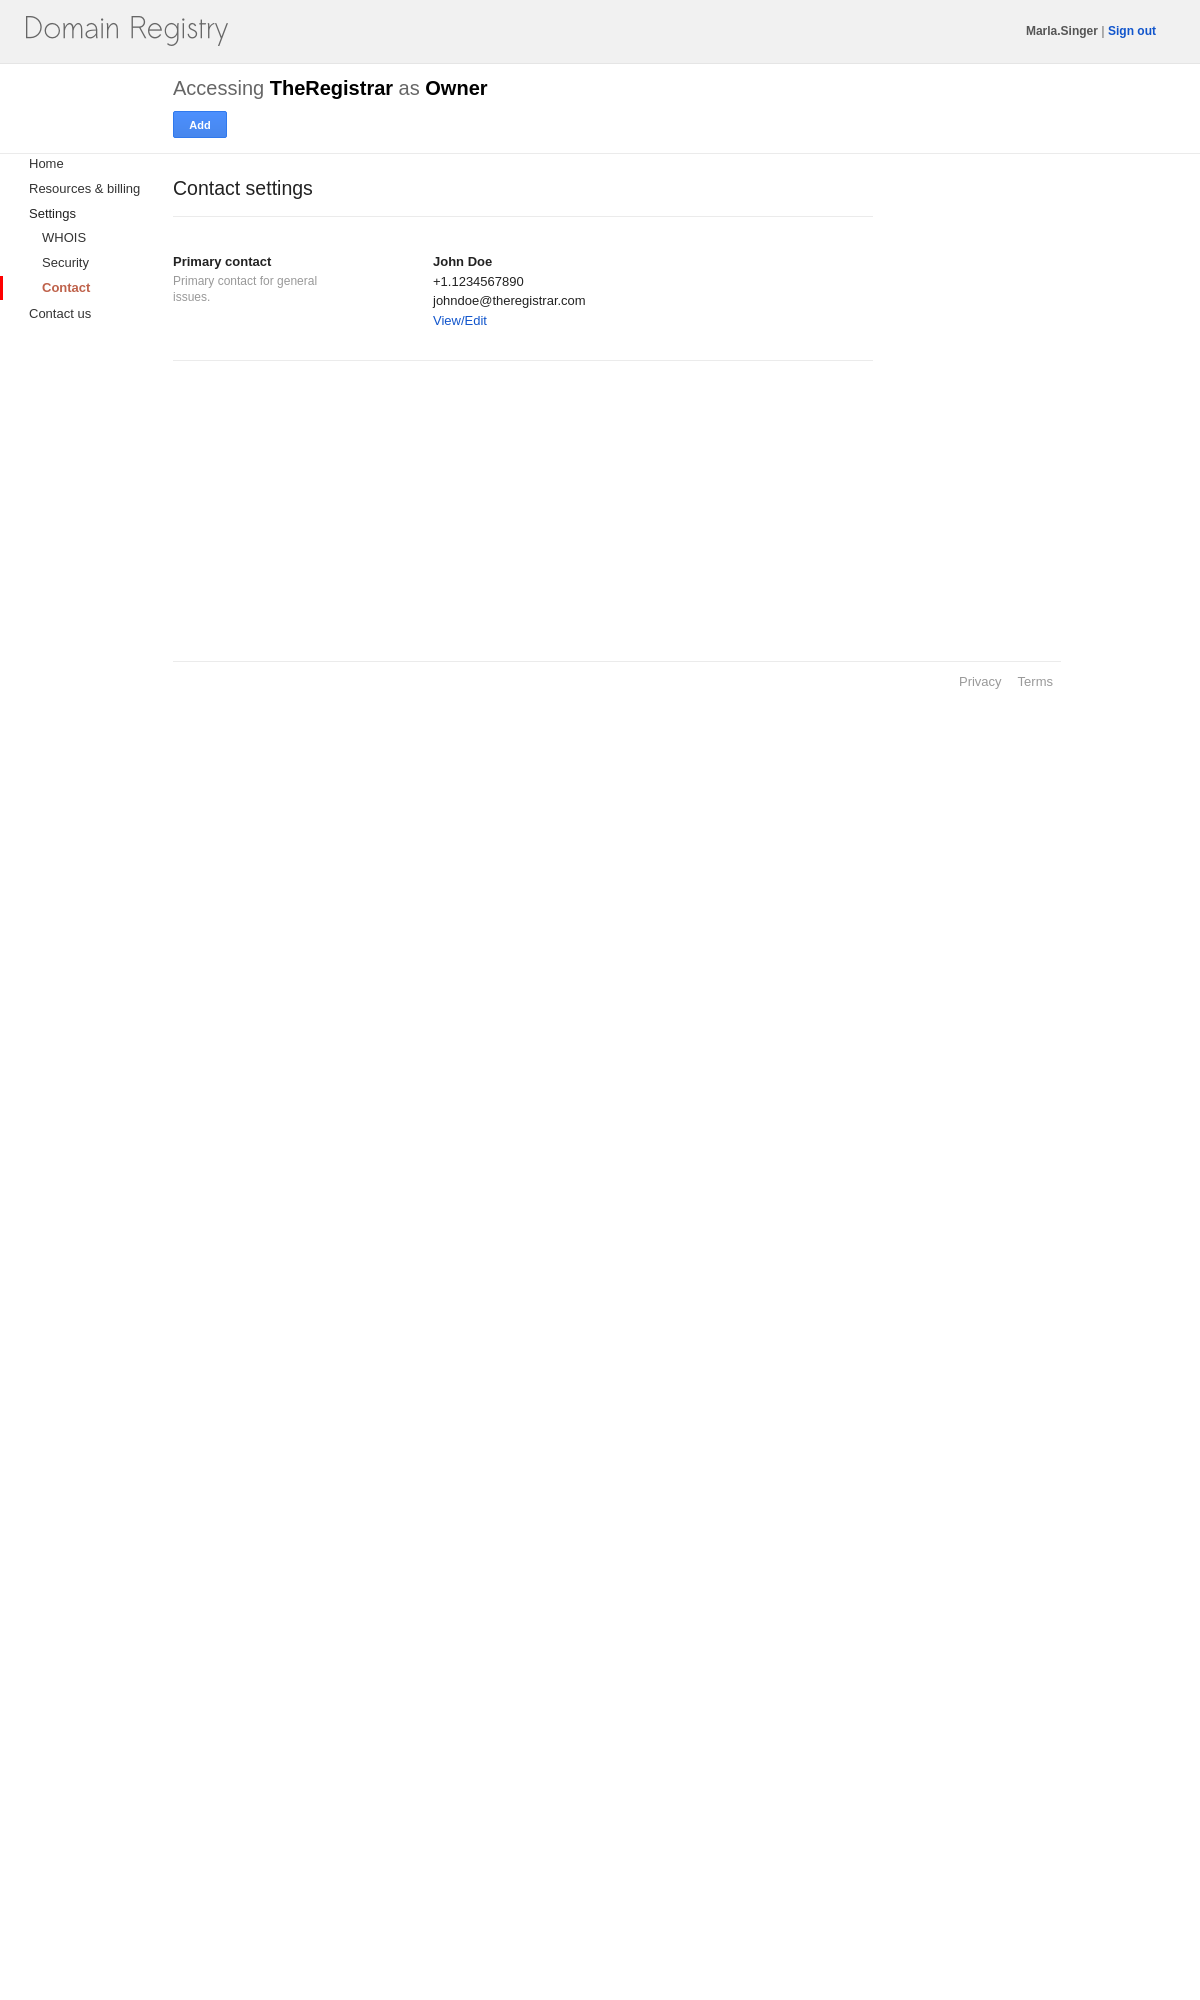 Domain Registry
Marla.Singer | Sign out
Accessing TheRegistrar as Owner
Add
Home
Resources & billing
Settings
WHOIS
Security
Contact
Contact us
Contact settings
Primary contact
Primary contact for general
issues.
John Doe
+1.1234567890
johndoe@theregistrar.com
View/Edit
Privacy Terms